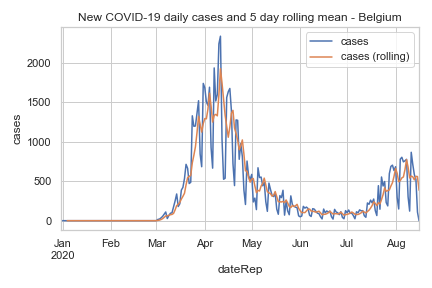 New COVID-19 daily cases and 5 day rolling mean - Belgium
cases
cases (rolling)
2000
1500
1000
500
0
cases
Jan Feb Mar Apr May Jun Jul Aug
2020
dateRep